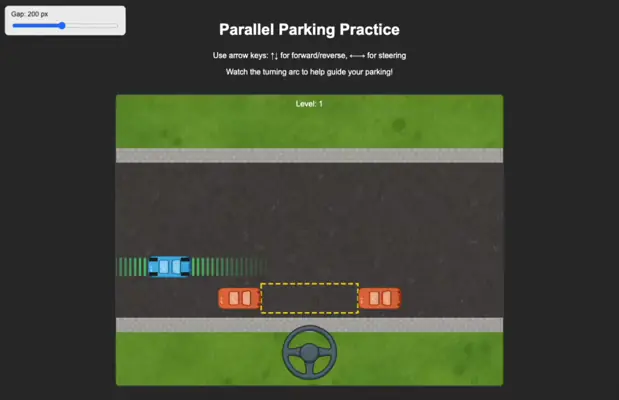 Gap: 200 px
Parallel Parking Practice
Use arrow keys: ↑↓ for forward/reverse, ←→ for steering
Watch the turning arc to help guide your parking!
Level: 1